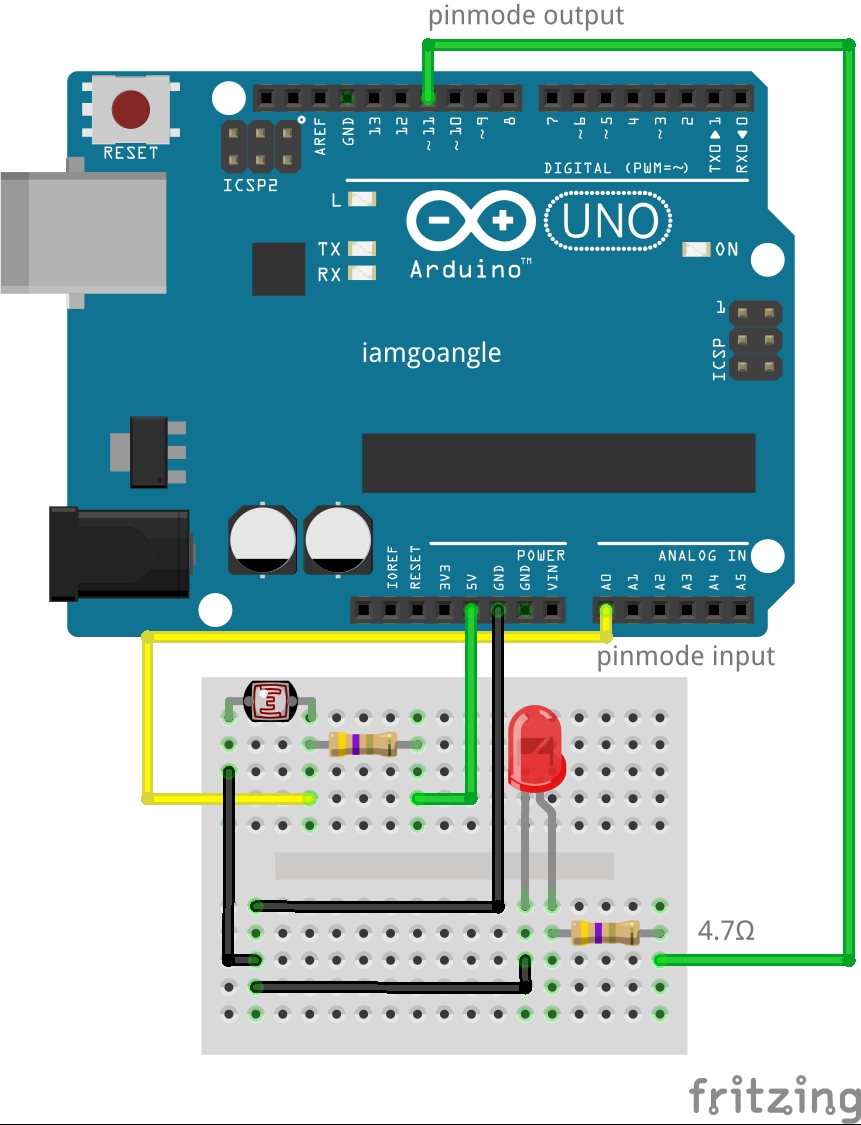 pinmode output
RESET
ICSP2
AREF
GND
13
12
~11
~10
~9
8
7
~6
~5
4
~3
2
TX0▶1
RX0◀0
DIGITAL (PWM=~)
L
TX
RX
Arduino™
UNO
ON
1
ICSP
iamgoangle
IOREF
RESET
3V3
5V
GND
GND
VIN
POWER
ANALOG IN
A0
A1
A2
A3
A4
A5
pinmode input
4.7Ω
fritzing